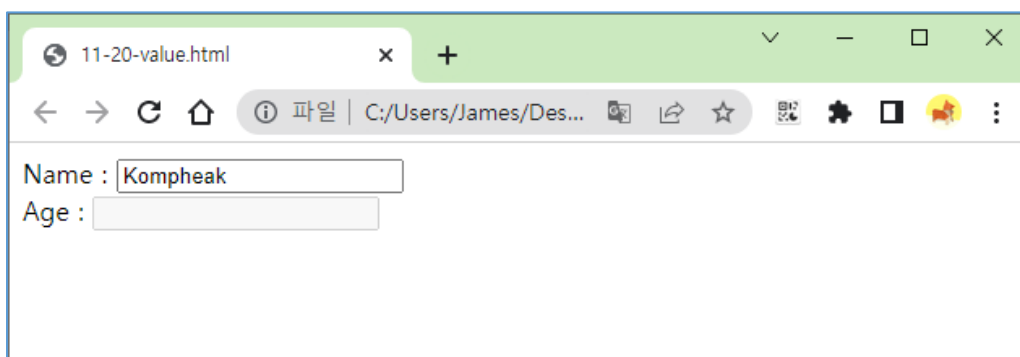 11-20-value.html
파일 C:/Users/James/Des...
Name : Kompheak
Age :